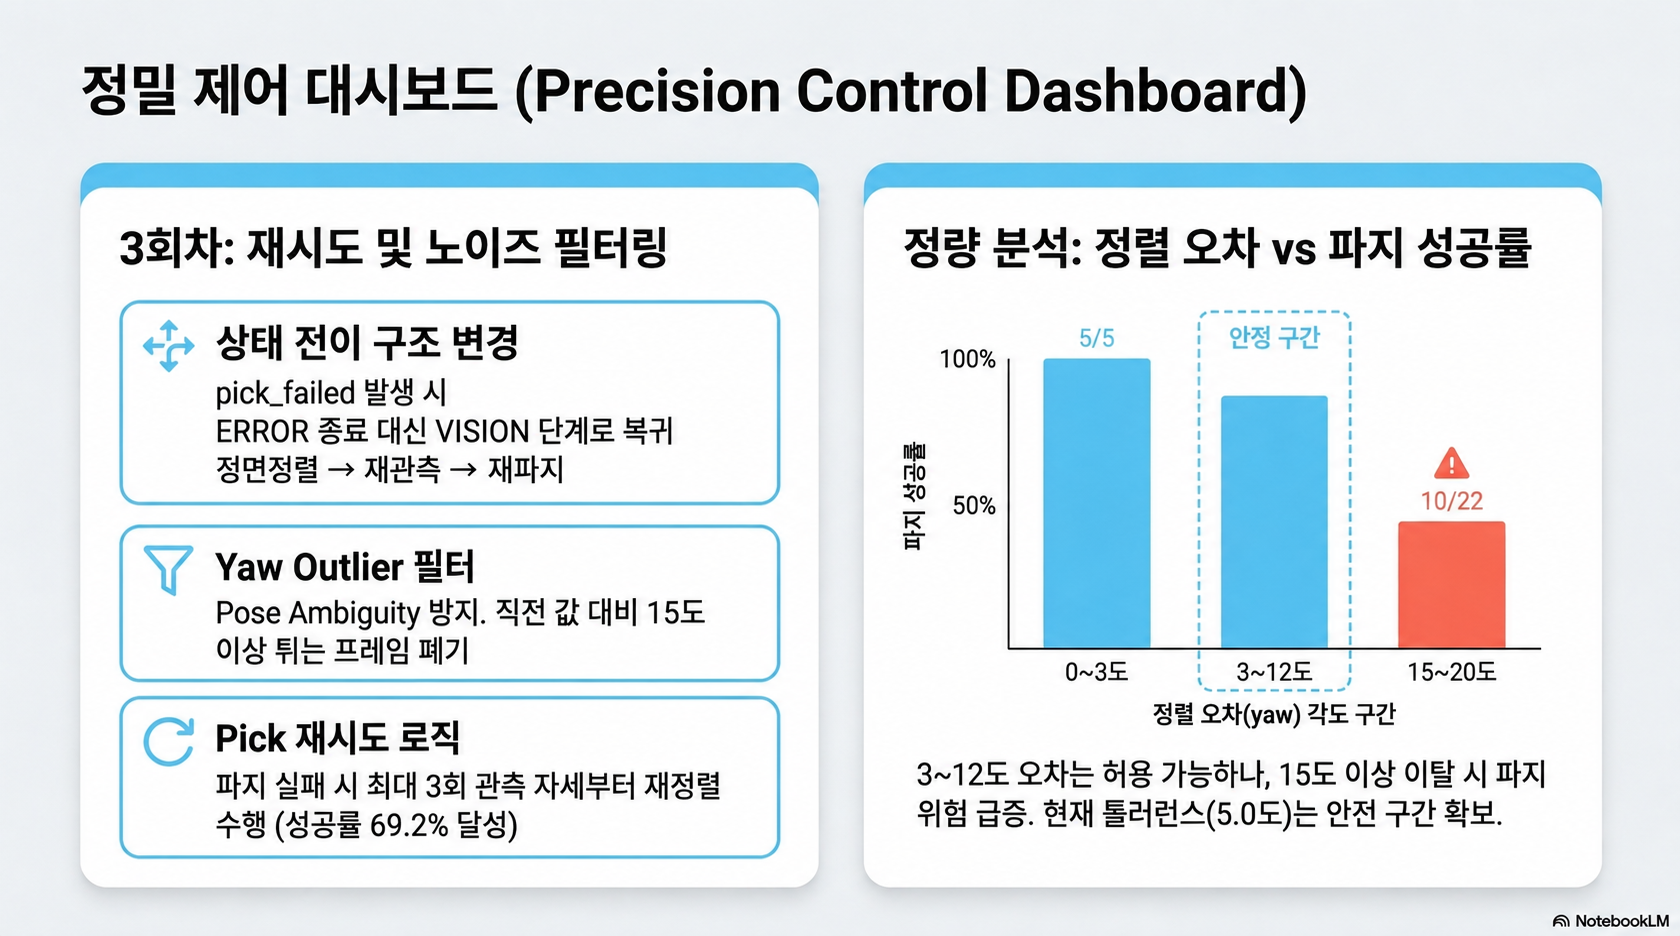 정밀 제어 대시보드 (Precision Control Dashboard)
3회차: 재시도 및 노이즈 필터링
상태 전이 구조 변경
pick_failed 발생 시
ERROR 종료 대신 VISION 단계로 복귀
정면정렬 → 재관측 → 재파지
Yaw Outlier 필터
Pose Ambiguity 방지. 직전 값 대비 15도
이상 튀는 프레임 폐기
Pick 재시도 로직
파지 실패 시 최대 3회 관측 자세부터 재정렬
수행 (성공률 69.2% 달성)
정량 분석: 정렬 오차 vs 파지 성공률
5/5
안정 구간
100%
10/22
50%
파지 성공률
0~3도
3~12도
15~20도
정렬 오차(yaw) 각도 구간
3~12도 오차는 허용 가능하나, 15도 이상 이탈 시 파지
위험 급증. 현재 톨러런스(5.0도)는 안전 구간 확보.
NotebookLM